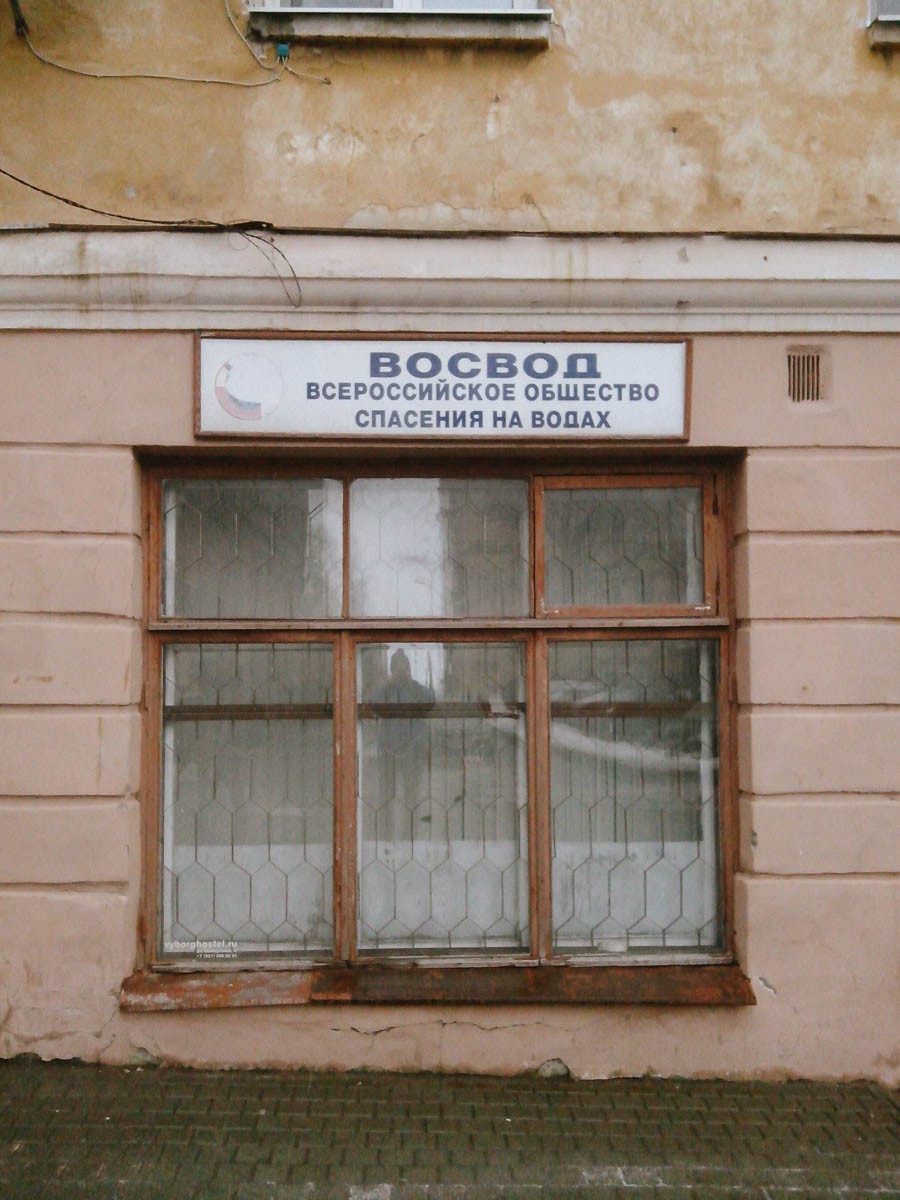 ВОСВОД
ВСЕРОССИЙСКОЕ ОБЩЕСТВО
СПАСЕНИЯ НА ВОДАХ
vyborghostel.ru